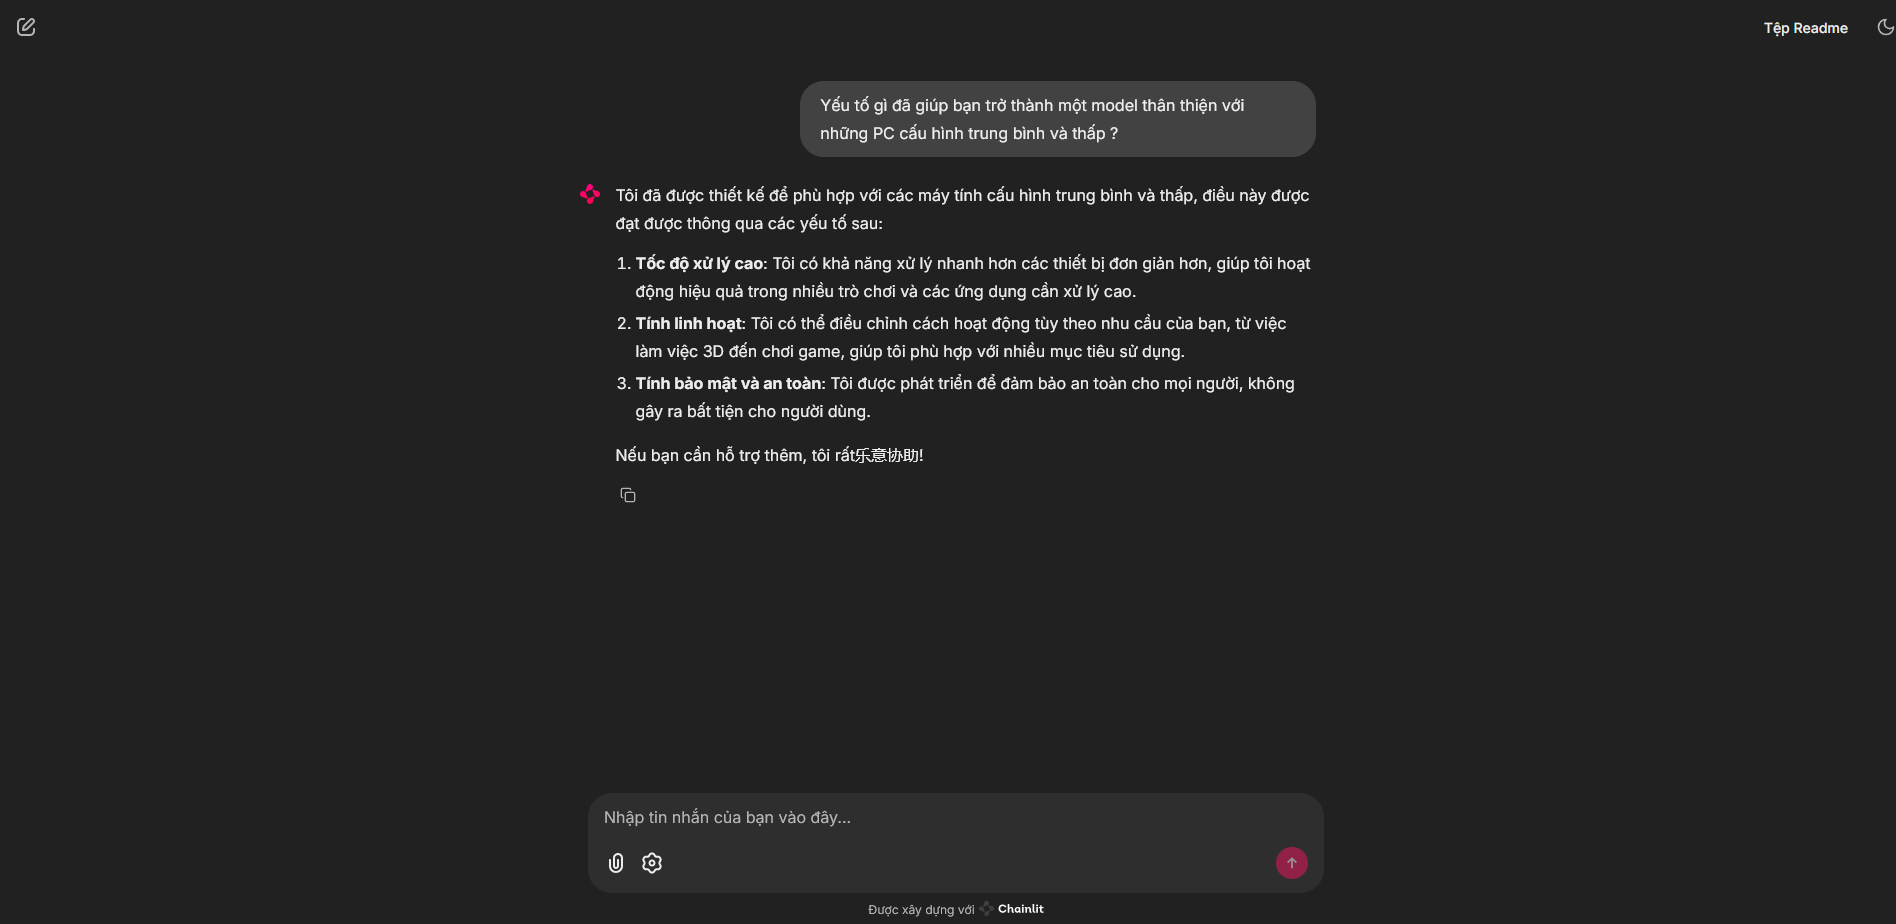 Tệp Readme
Yếu tố gì đã giúp bạn trở thành một model thân thiện với
những PC cấu hình trung bình và thấp ?
Tôi đã được thiết kế để phù hợp với các máy tính cấu hình trung bình và thấp, điều này được
đạt được thông qua các yếu tố sau:
1. Tốc độ xử lý cao: Tôi có khả năng xử lý nhanh hơn các thiết bị đơn giản hơn, giúp tôi hoạt
động hiệu quả trong nhiều trò chơi và các ứng dụng cần xử lý cao.
2. Tính linh hoạt: Tôi có thể điều chỉnh cách hoạt động tùy theo nhu cầu của bạn, từ việc
làm việc 3D đến chơi game, giúp tôi phù hợp với nhiều mục tiêu sử dụng.
3. Tính bảo mật và an toàn: Tôi được phát triển để đảm bảo an toàn cho mọi người, không
gây ra bất tiện cho người dùng.
Nếu bạn cần hỗ trợ thêm, tôi rất乐意协助!
Nhập tin nhắn của bạn vào đây...
Được xây dựng với Chainlit